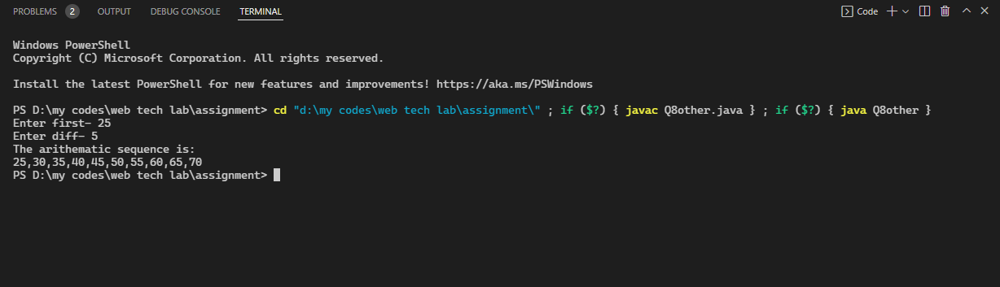 PROBLEMS 2 OUTPUT DEBUG CONSOLE TERMINAL Code
Windows PowerShell
Copyright (C) Microsoft Corporation. All rights reserved.
Install the latest PowerShell for new features and improvements! https://aka.ms/PSWindows
PS D:\my codes\web tech lab\assignment> cd "d:\my codes\web tech lab\assignment\" ; if ($?) { javac Q8other.java } ; if ($?) { java Q8other }
Enter first- 25
Enter diff- 5
The arithematic sequence is:
25,30,35,40,45,50,55,60,65,70
PS D:\my codes\web tech lab\assignment>